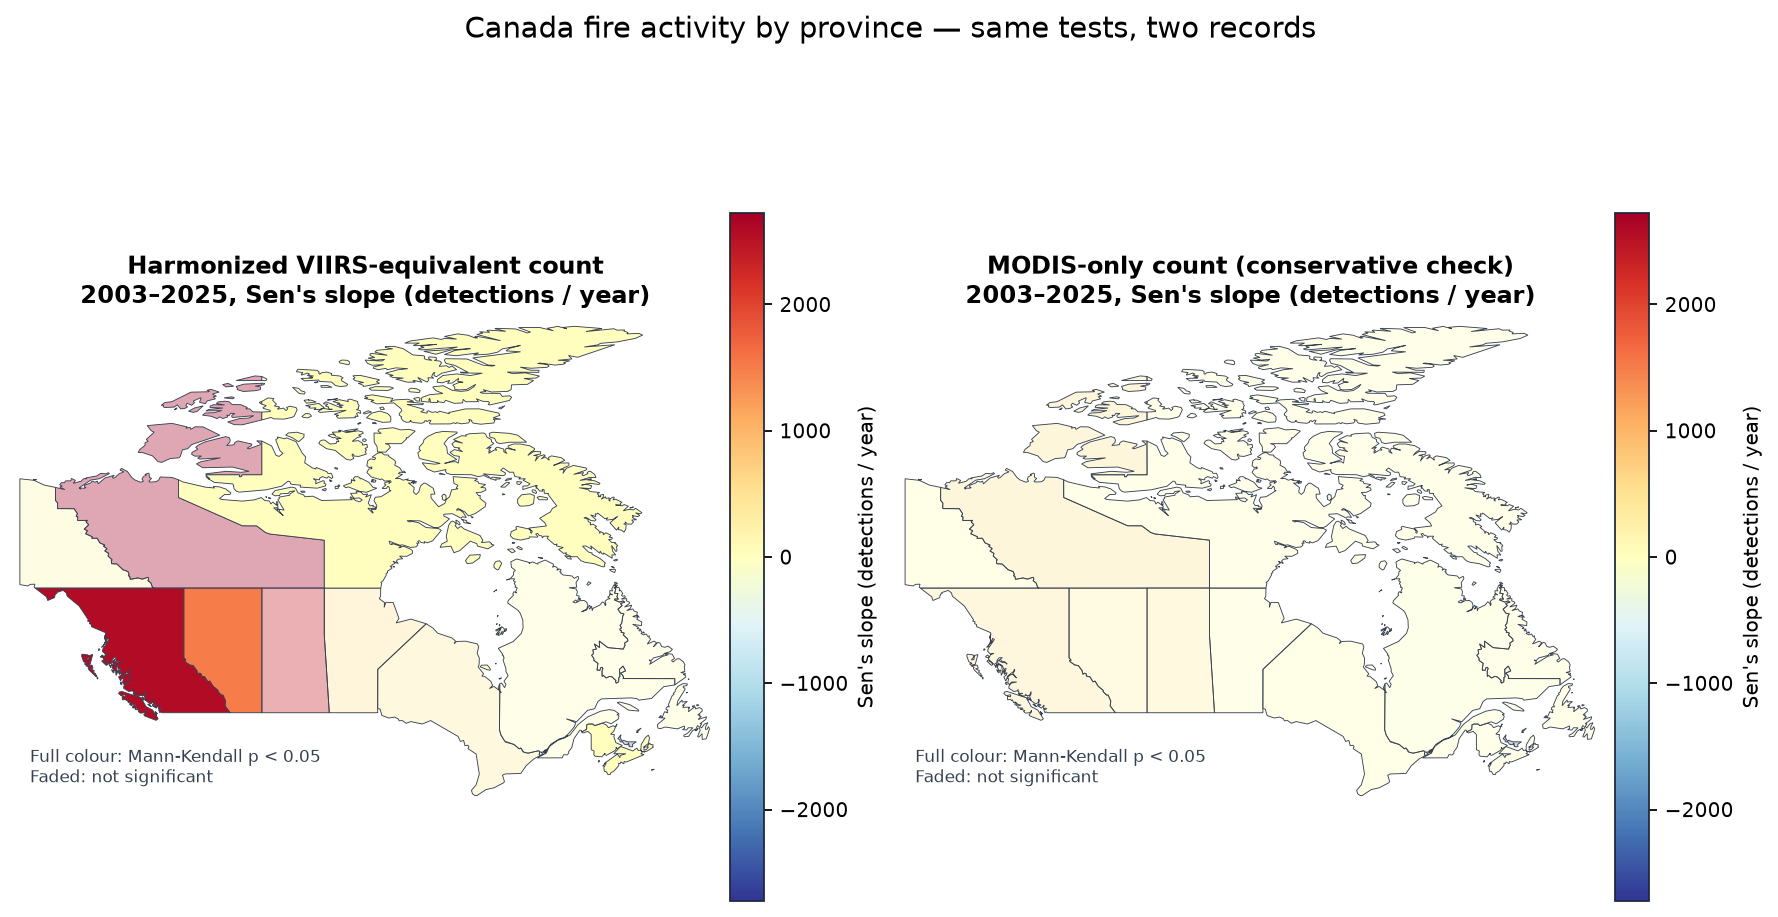 Canada fire activity by province — same tests, two records
Harmonized VIIRS-equivalent count
2003–2025, Sen's slope (detections / year)
Full colour: Mann-Kendall p < 0.05
Faded: not significant
2000
1000
0
−1000
−2000
Sen's slope (detections / year)
MODIS-only count (conservative check)
2003–2025, Sen's slope (detections / year)
Full colour: Mann-Kendall p < 0.05
Faded: not significant
2000
1000
0
−1000
−2000
Sen's slope (detections / year)